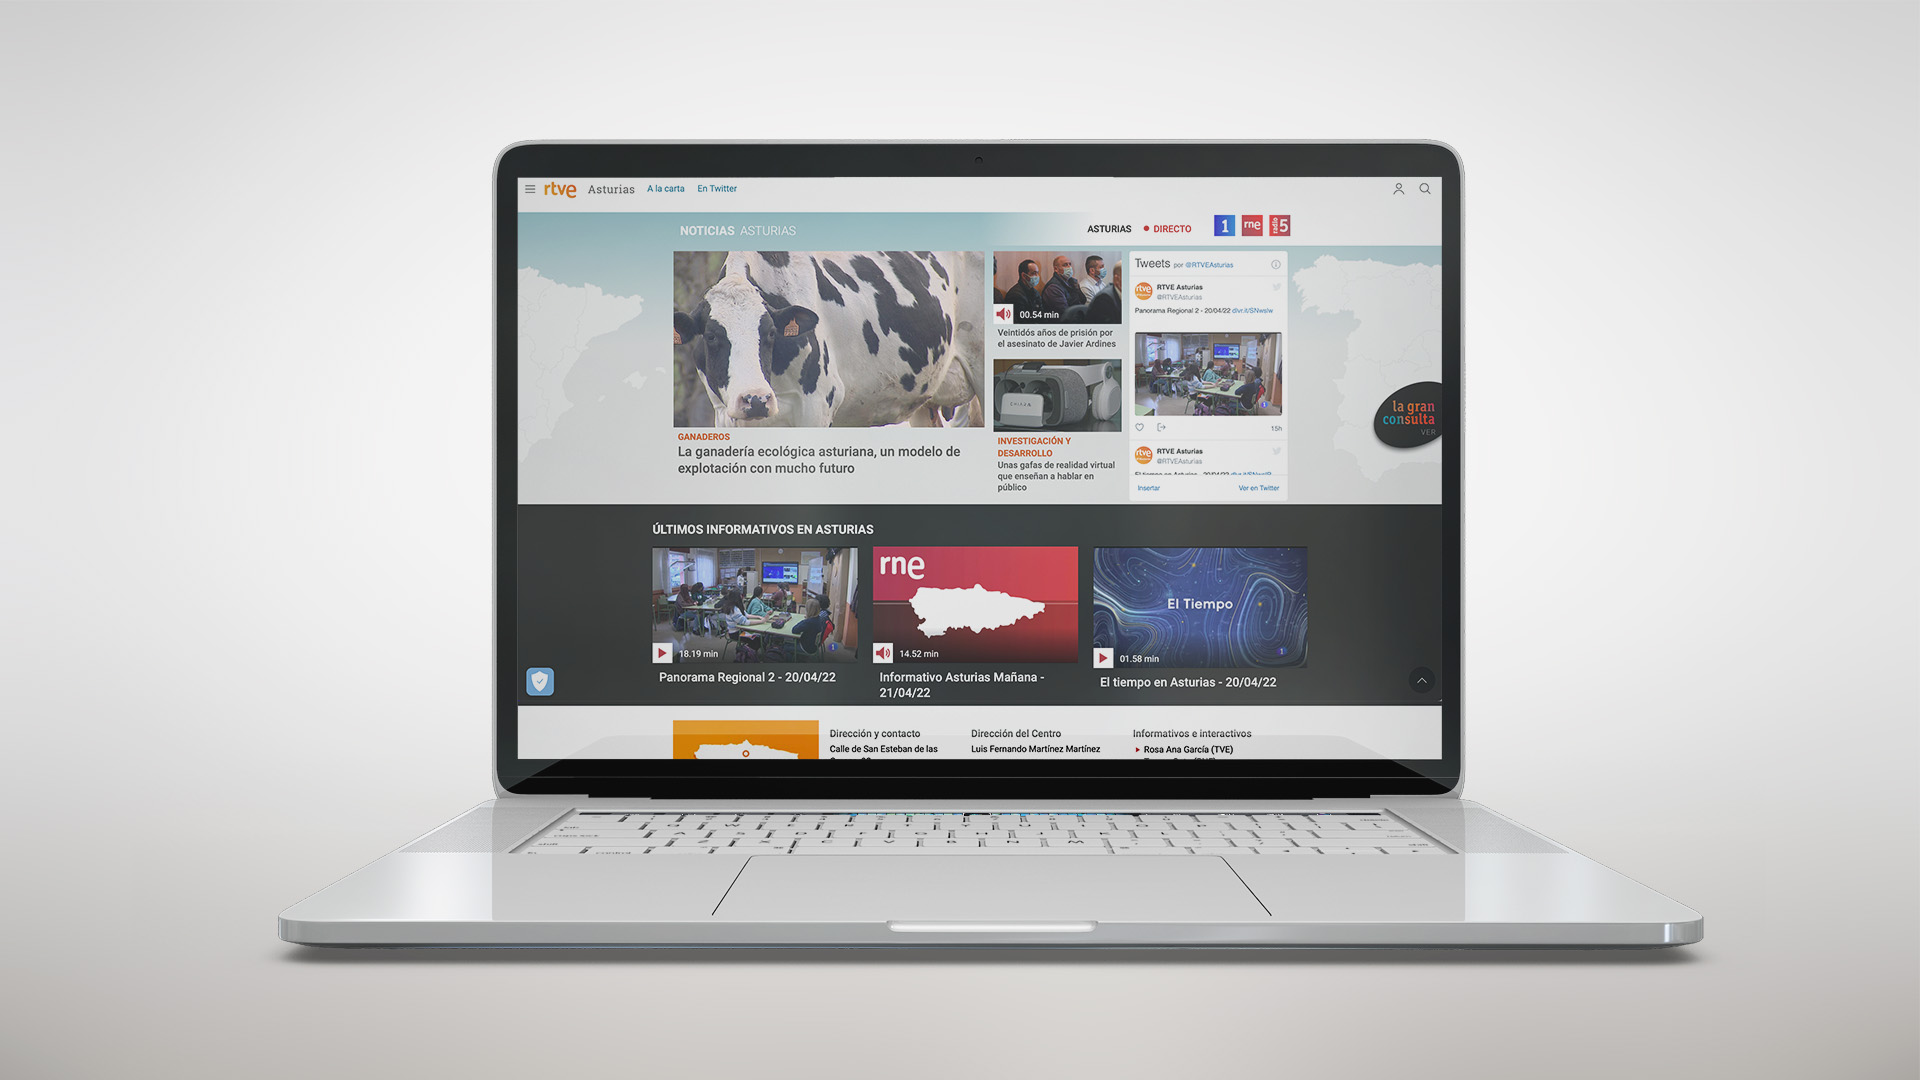 rtve Asturias A la carta En Twitter
NOTICIAS ASTURIAS
ASTURIAS • DIRECTO 1 rne radio 5
GANADEROS
La ganadería ecológica asturiana, un modelo de
explotación con mucho futuro
00.54 min
Veintidós años de prisión por
el asesinato de Javier Ardines
INVESTIGACIÓN Y
DESARROLLO
Unas gafas de realidad virtual
que enseñan a hablar en
público
Tweets por @RTVEAsturias
rtve RTVE Asturias
@RTVEAsturias
Panorama Regional 2 - 20/04/22 dlvr.it/SNwslw
15h
rtve RTVE Asturias
@RTVEAsturias
Insertar Ver en Twitter
la gran
consulta
VER
ÚLTIMOS INFORMATIVOS EN ASTURIAS
18.19 min
Panorama Regional 2 - 20/04/22
rne
14.52 min
Informativo Asturias Mañana -
21/04/22
El Tiempo
01.58 min
El tiempo en Asturias - 20/04/22
Dirección y contacto
Calle de San Esteban de las
Dirección del Centro
Luis Fernando Martínez Martínez
Informativos e interactivos
Rosa Ana García (TVE)